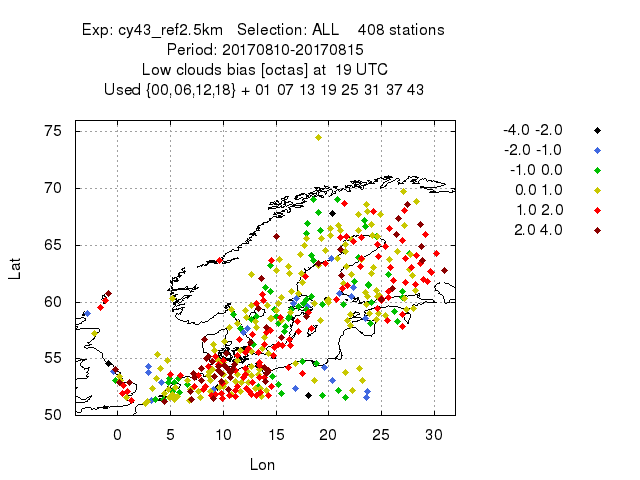 Exp: cy43_ref2.5km   Selection: ALL    408 stations
Period: 20170810-20170815
Low clouds bias [octas] at  19 UTC
Used {00,06,12,18} + 01 07 13 19 25 31 37 43
75
70
65
60
55
50
Lat
0 5 10 15 20 25 30
Lon
-4.0 -2.0
-2.0 -1.0
-1.0 0.0
0.0 1.0
1.0 2.0
2.0 4.0